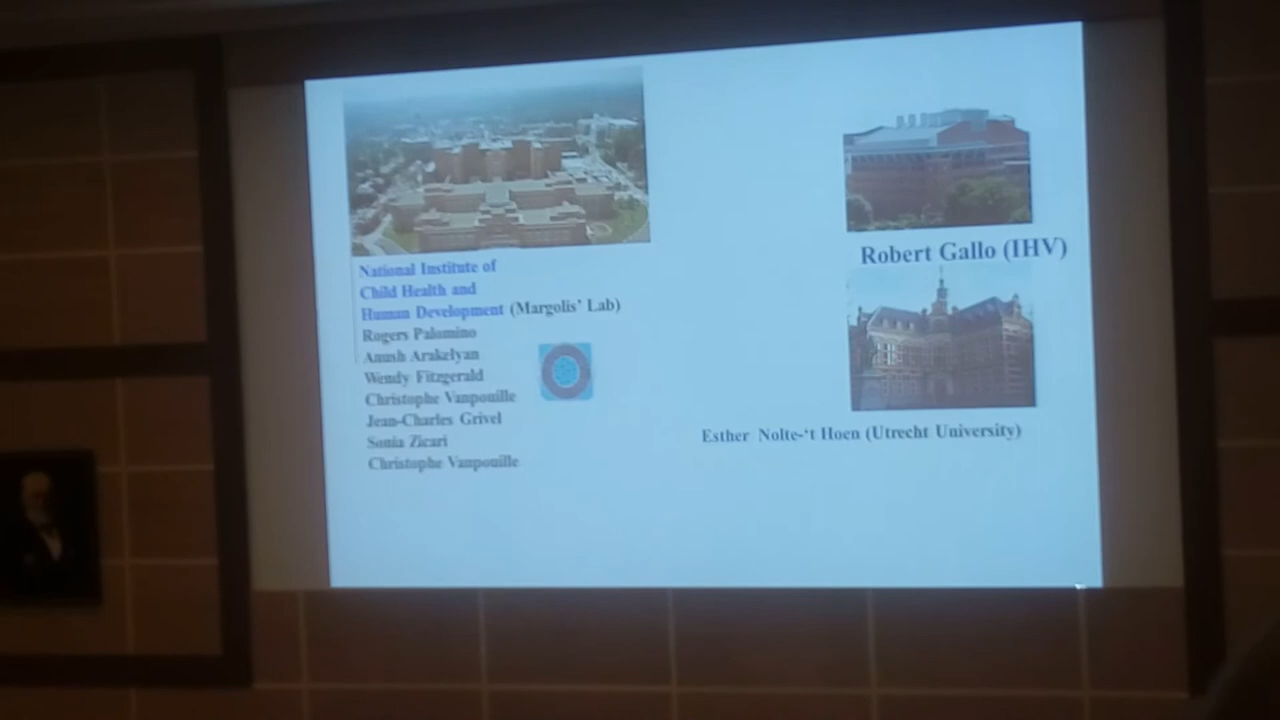 National Institute of
Child Health and
Human Development (Margolis' Lab)
Rogers Palomino
Anush Arakelyan
Wendy Fitzgerald
Christophe Vanpouille
Jean-Charles Grivel
Sonia Zicari
Christophe Vanpouille
Robert Gallo (IHV)
Esther Nolte-‘t Hoen (Utrecht University)